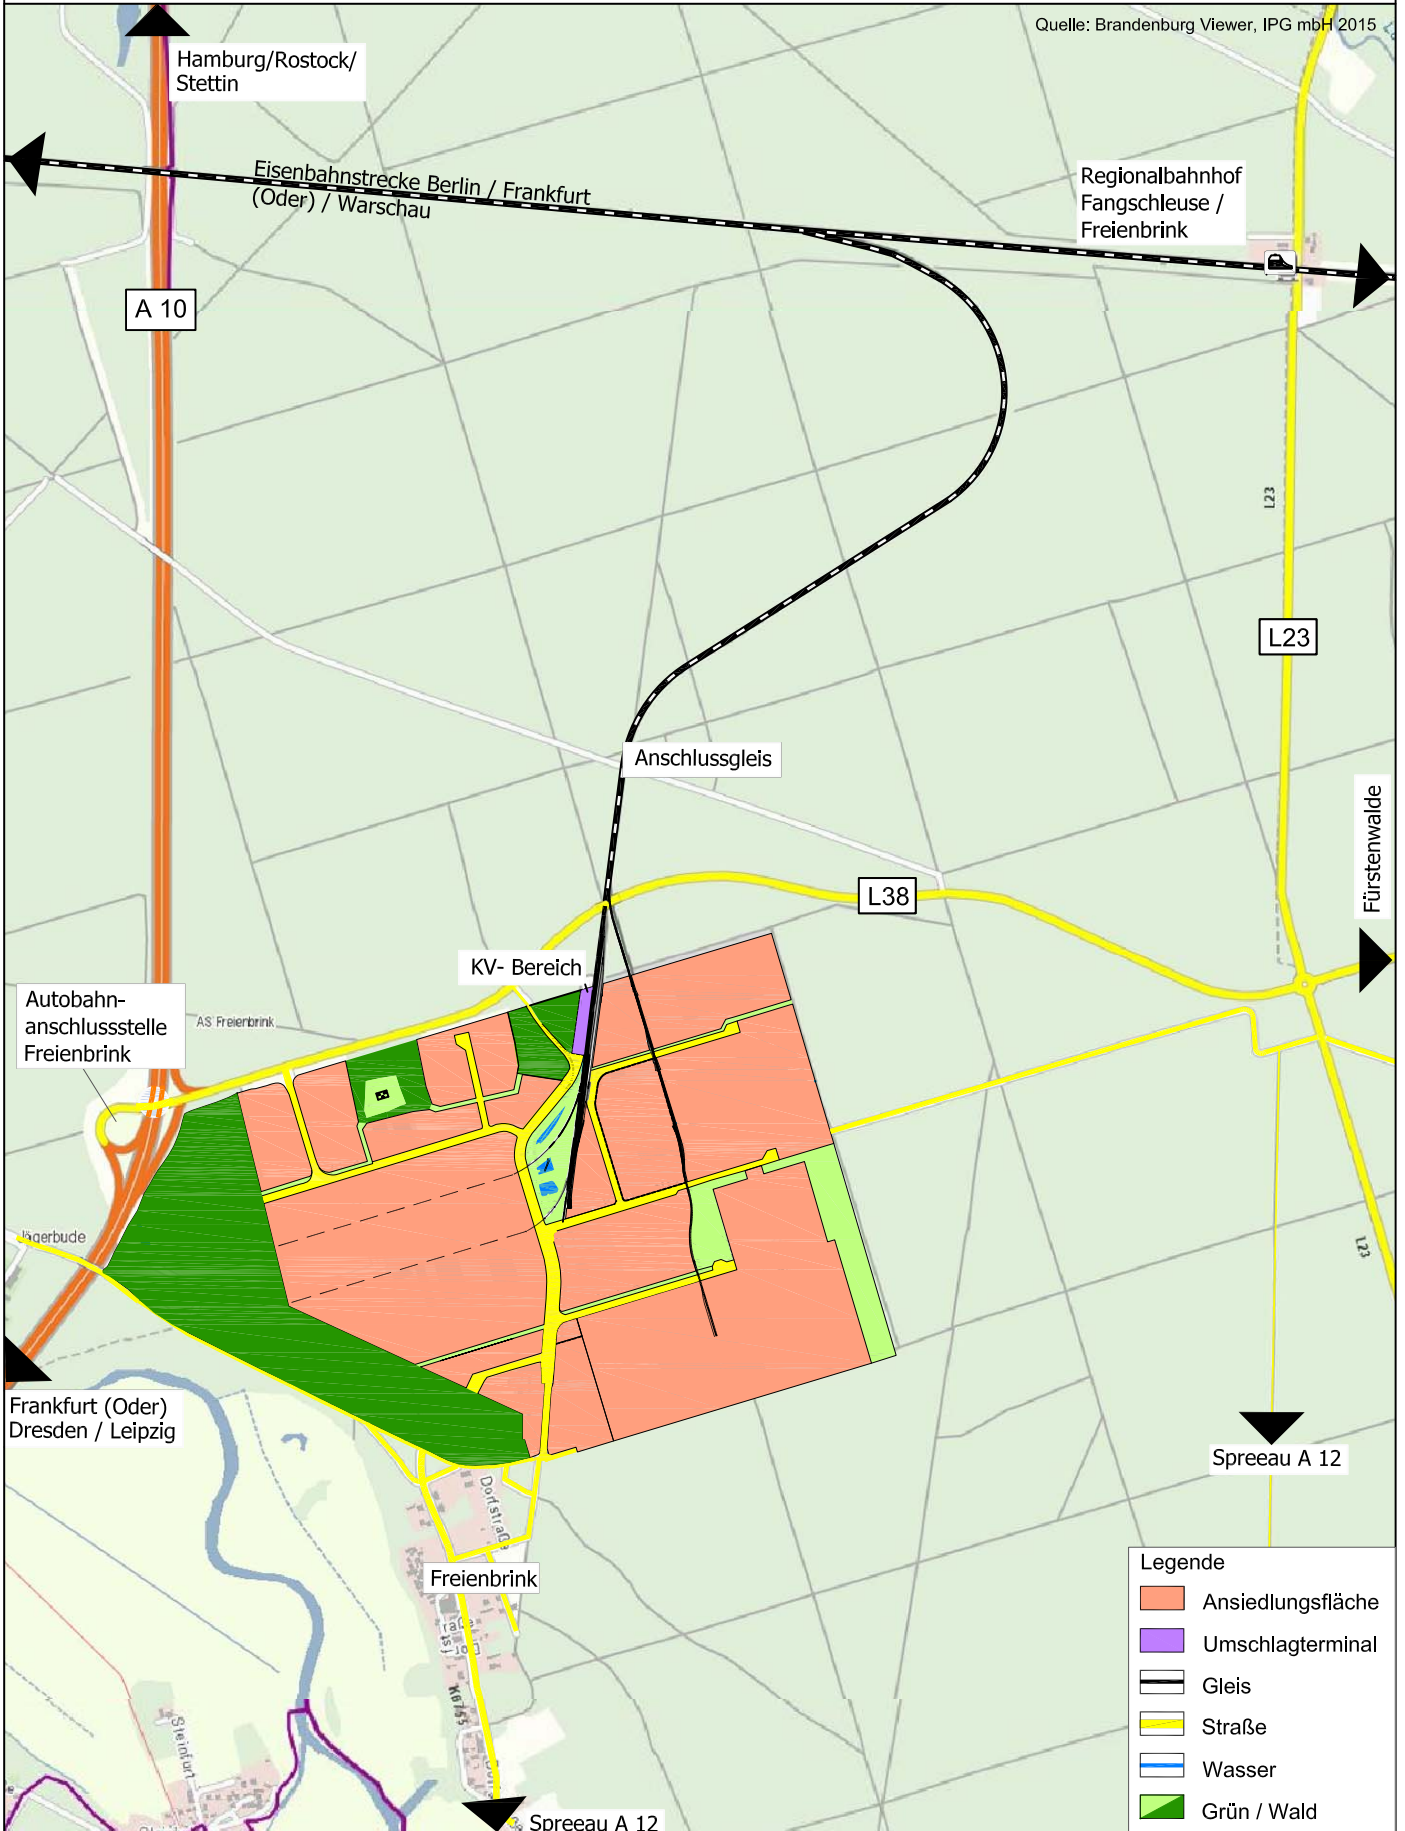 Quelle: Brandenburg Viewer, IPG mbH 2015
Hamburg/Rostock/
Stettin
Eisenbahnstrecke Berlin / Frankfurt
(Oder) / Warschau
Regionalbahnhof
Fangschleuse /
Freienbrink
A 10
L23
L23
Anschlussgleis
Fürstenwalde
L38
KV- Bereich
Autobahn-
anschlussstelle
Freienbrink
AS Freienbrink
Jägerbude
L23
Frankfurt (Oder)
Dresden / Leipzig
Spreeau A 12
Dorfstraße
Freienbrink
K6755
Steinfurt
Spreeau A 12
Legende
Ansiedlungsfläche
Umschlagterminal
Gleis
Straße
Wasser
Grün / Wald